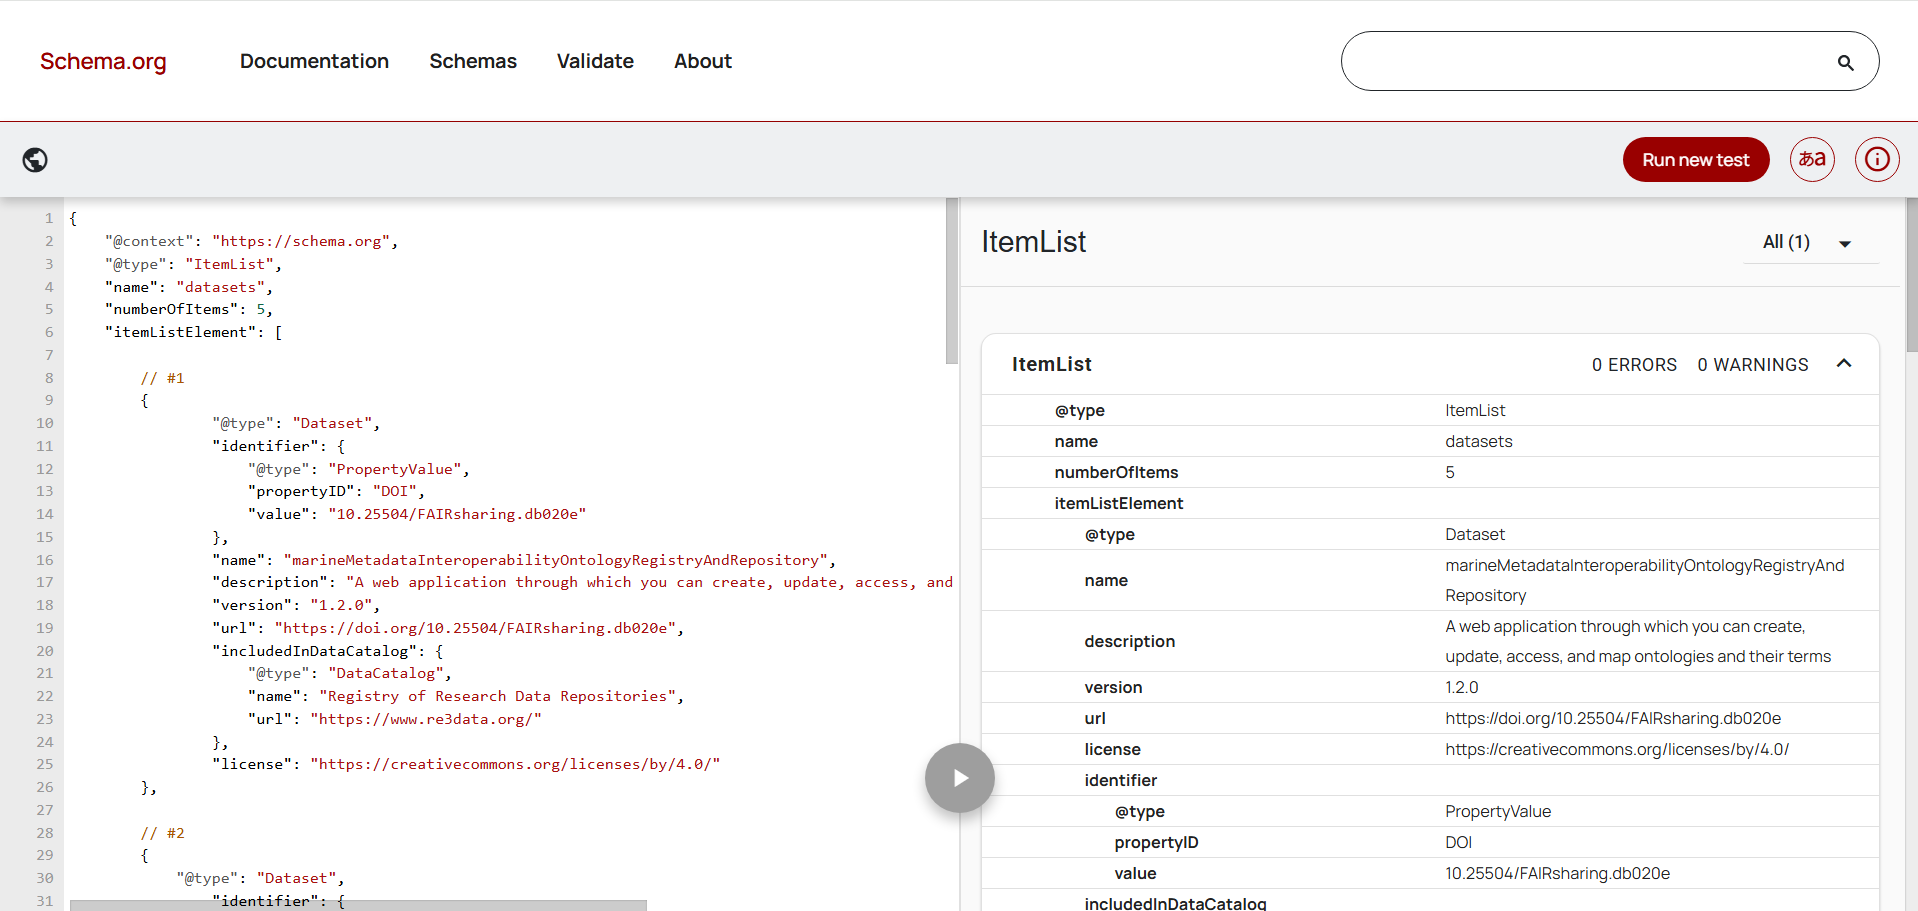 Schema.org
Documentation
Schemas
Validate
About
Run new test
あa
1 {
2 "@context": "https://schema.org",
3 "@type": "ItemList",
4 "name": "datasets",
5 "numberOfItems": 5,
6 "itemListElement": [
7
8 // #1
9 {
10 "@type": "Dataset",
11 "identifier": {
12 "@type": "PropertyValue",
13 "propertyID": "DOI",
14 "value": "10.25504/FAIRsharing.db020e"
15 },
16 "name": "marineMetadataInteroperabilityOntologyRegistryAndRepository",
17 "description": "A web application through which you can create, update, access, and
18 "version": "1.2.0",
19 "url": "https://doi.org/10.25504/FAIRsharing.db020e",
20 "includedInDataCatalog": {
21 "@type": "DataCatalog",
22 "name": "Registry of Research Data Repositories",
23 "url": "https://www.re3data.org/"
24 },
25 "license": "https://creativecommons.org/licenses/by/4.0/"
26 },
27
28 // #2
29 {
30 "@type": "Dataset",
31 "identifier": {
ItemList
All (1)
ItemList 0 ERRORS 0 WARNINGS
@type ItemList
name datasets
numberOfItems 5
itemListElement
@type Dataset
name marineMetadataInteroperabilityOntologyRegistryAnd
Repository
description A web application through which you can create,
update, access, and map ontologies and their terms
version 1.2.0
url https://doi.org/10.25504/FAIRsharing.db020e
license https://creativecommons.org/licenses/by/4.0/
identifier
@type PropertyValue
propertyID DOI
value 10.25504/FAIRsharing.db020e
includedInDataCatalog